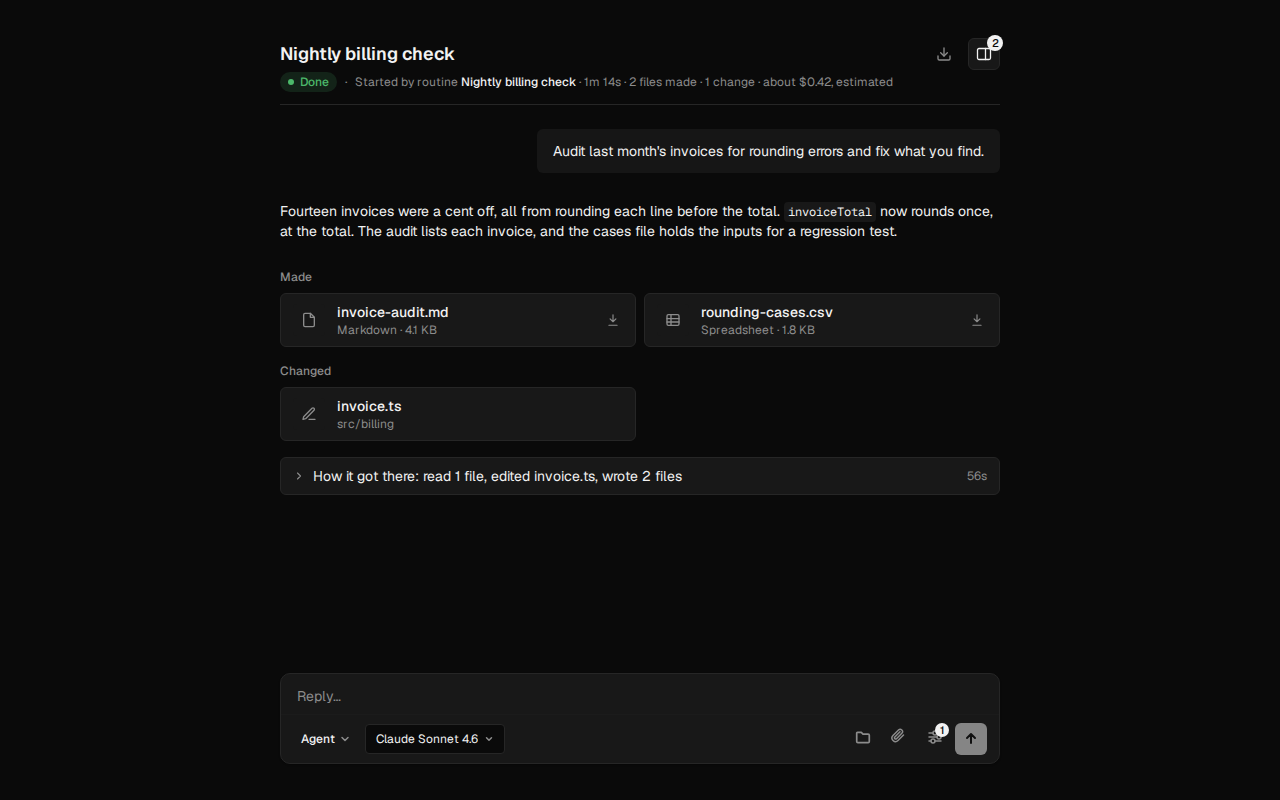 Nightly billing check
2
Done · Started by routine Nightly billing check · 1m 14s · 2 files made · 1 change · about $0.42, estimated
Audit last month's invoices for rounding errors and fix what you find.
Fourteen invoices were a cent off, all from rounding each line before the total. invoiceTotal now rounds once,
at the total. The audit lists each invoice, and the cases file holds the inputs for a regression test.
Made
invoice-audit.md
Markdown · 4.1 KB
rounding-cases.csv
Spreadsheet · 1.8 KB
Changed
invoice.ts
src/billing
How it got there: read 1 file, edited invoice.ts, wrote 2 files
56s
Reply...
Agent
Claude Sonnet 4.6
1